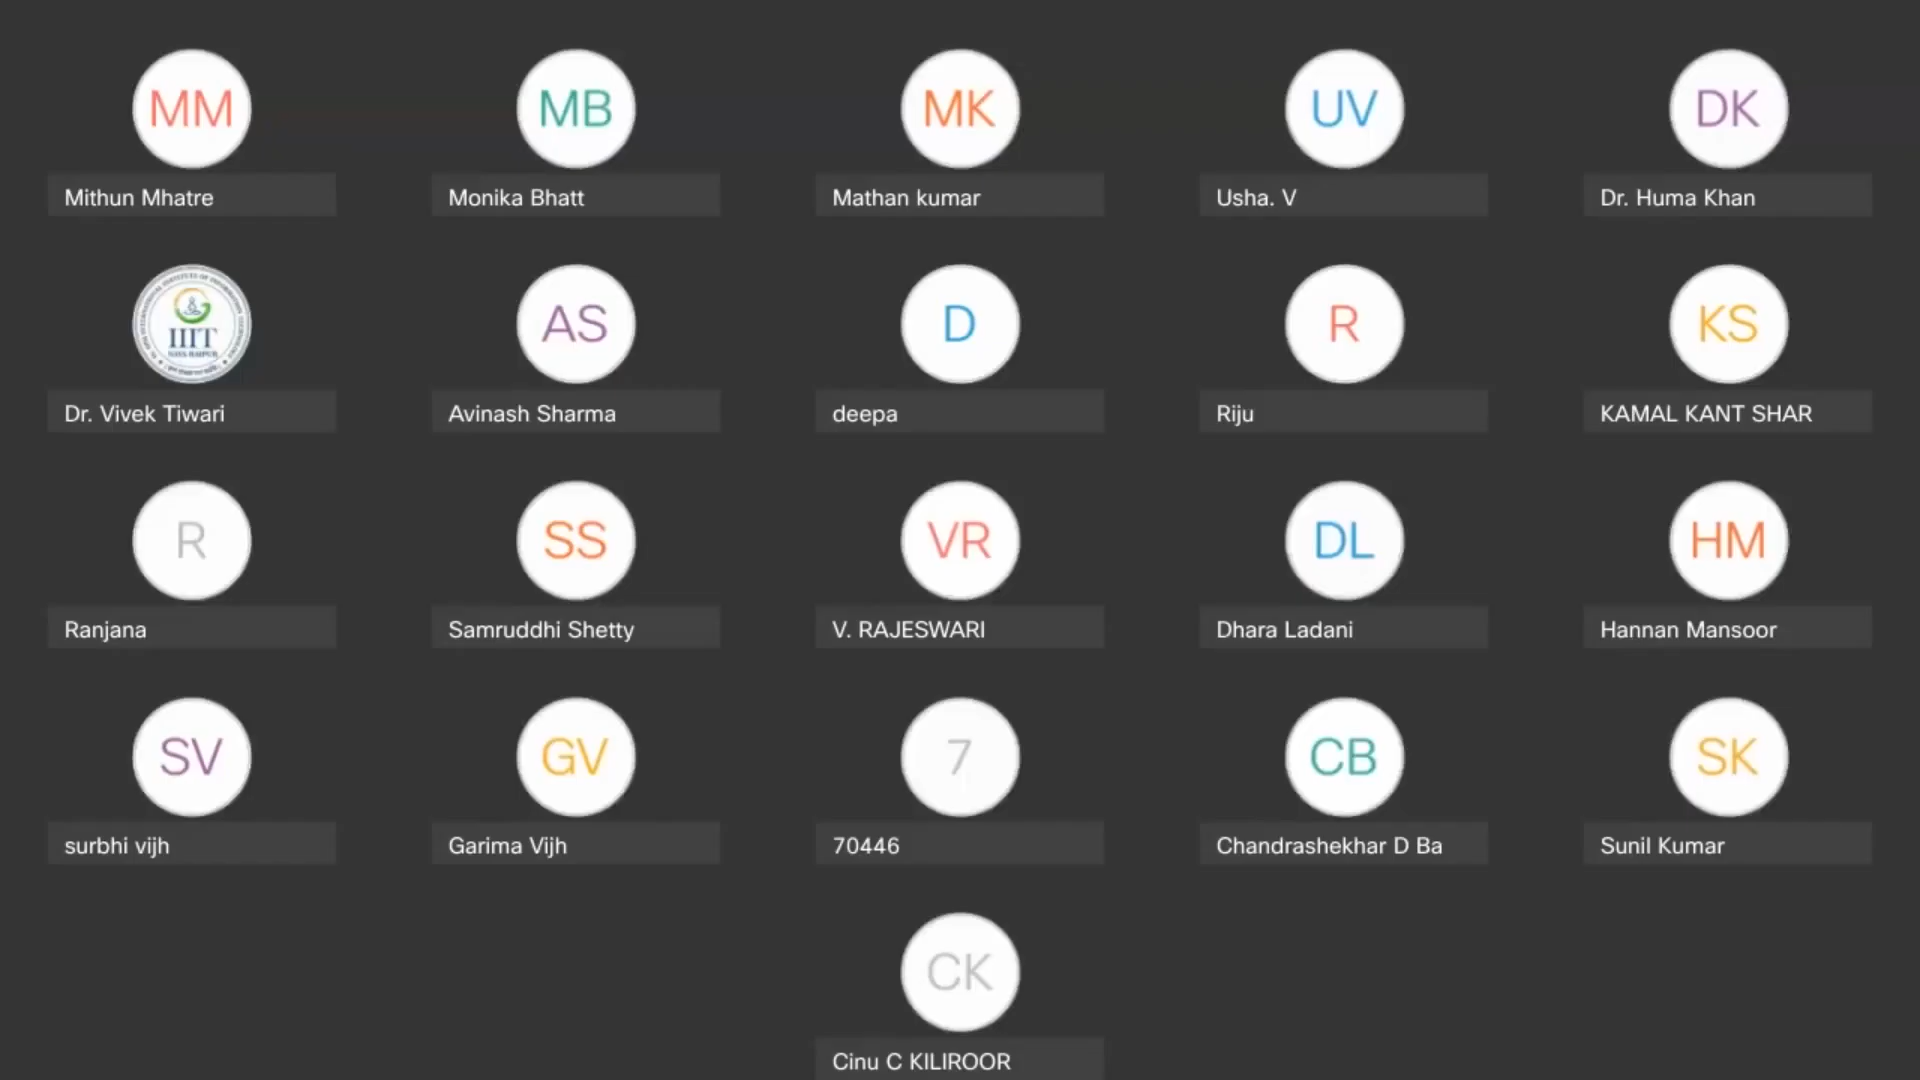 MM
MB
MK
UV
DK
Mithun Mhatre
Monika Bhatt
Mathan kumar
Usha. V
Dr. Huma Khan
IIIT
NAYA RAIPUR
AS
D
R
KS
Dr. Vivek Tiwari
Avinash Sharma
deepa
Riju
KAMAL KANT SHAR
R
SS
VR
DL
HM
Ranjana
Samruddhi Shetty
V. RAJESWARI
Dhara Ladani
Hannan Mansoor
SV
GV
7
CB
SK
surbhi vijh
Garima Vijh
70446
Chandrashekhar D Ba
Sunil Kumar
CK
Cinu C KILIROOR